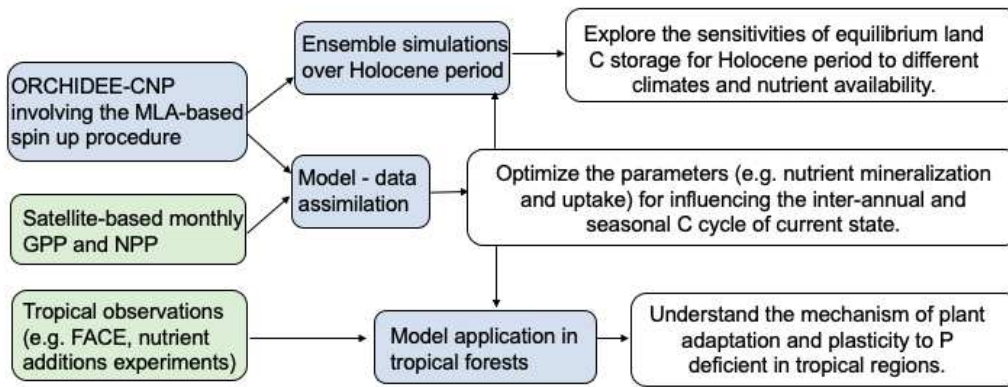 Ensemble simulations
over Holocene period
Explore the sensitivities of equilibrium land
C storage for Holocene period to different
climates and nutrient availability.
ORCHIDEE-CNP
involving the MLA-based
spin up procedure
Model - data
assimilation
Optimize the parameters (e.g. nutrient mineralization
and uptake) for influencing the inter-annual and
seasonal C cycle of current state.
Satellite-based monthly
GPP and NPP
Tropical observations
(e.g. FACE, nutrient
additions experiments)
Model application in
tropical forests
Understand the mechanism of plant
adaptation and plasticity to P
deficient in tropical regions.